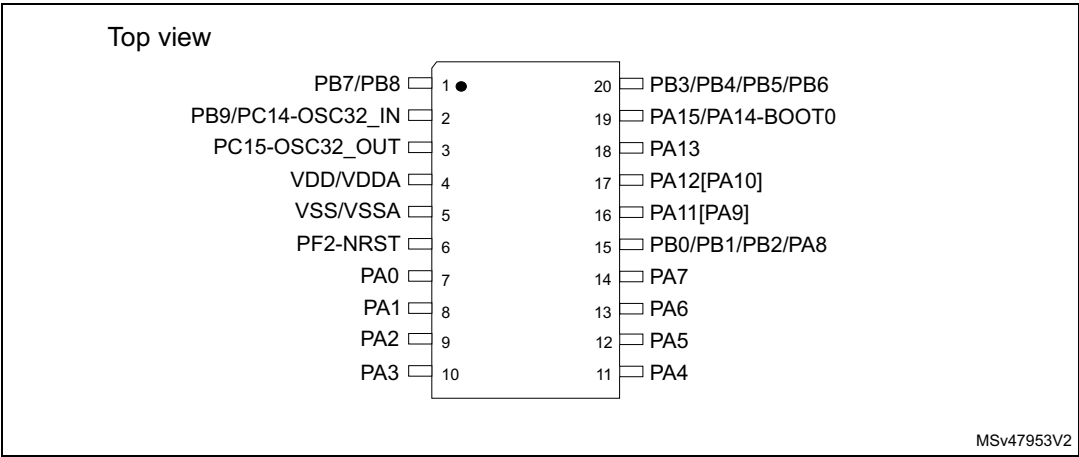 Top view
PB7/PB8 1 20 PB3/PB4/PB5/PB6
PB9/PC14-OSC32_IN 2 19 PA15/PA14-BOOT0
PC15-OSC32_OUT 3 18 PA13
VDD/VDDA 4 17 PA12[PA10]
VSS/VSSA 5 16 PA11[PA9]
PF2-NRST 6 15 PB0/PB1/PB2/PA8
PA0 7 14 PA7
PA1 8 13 PA6
PA2 9 12 PA5
PA3 10 11 PA4
MSv47953V2